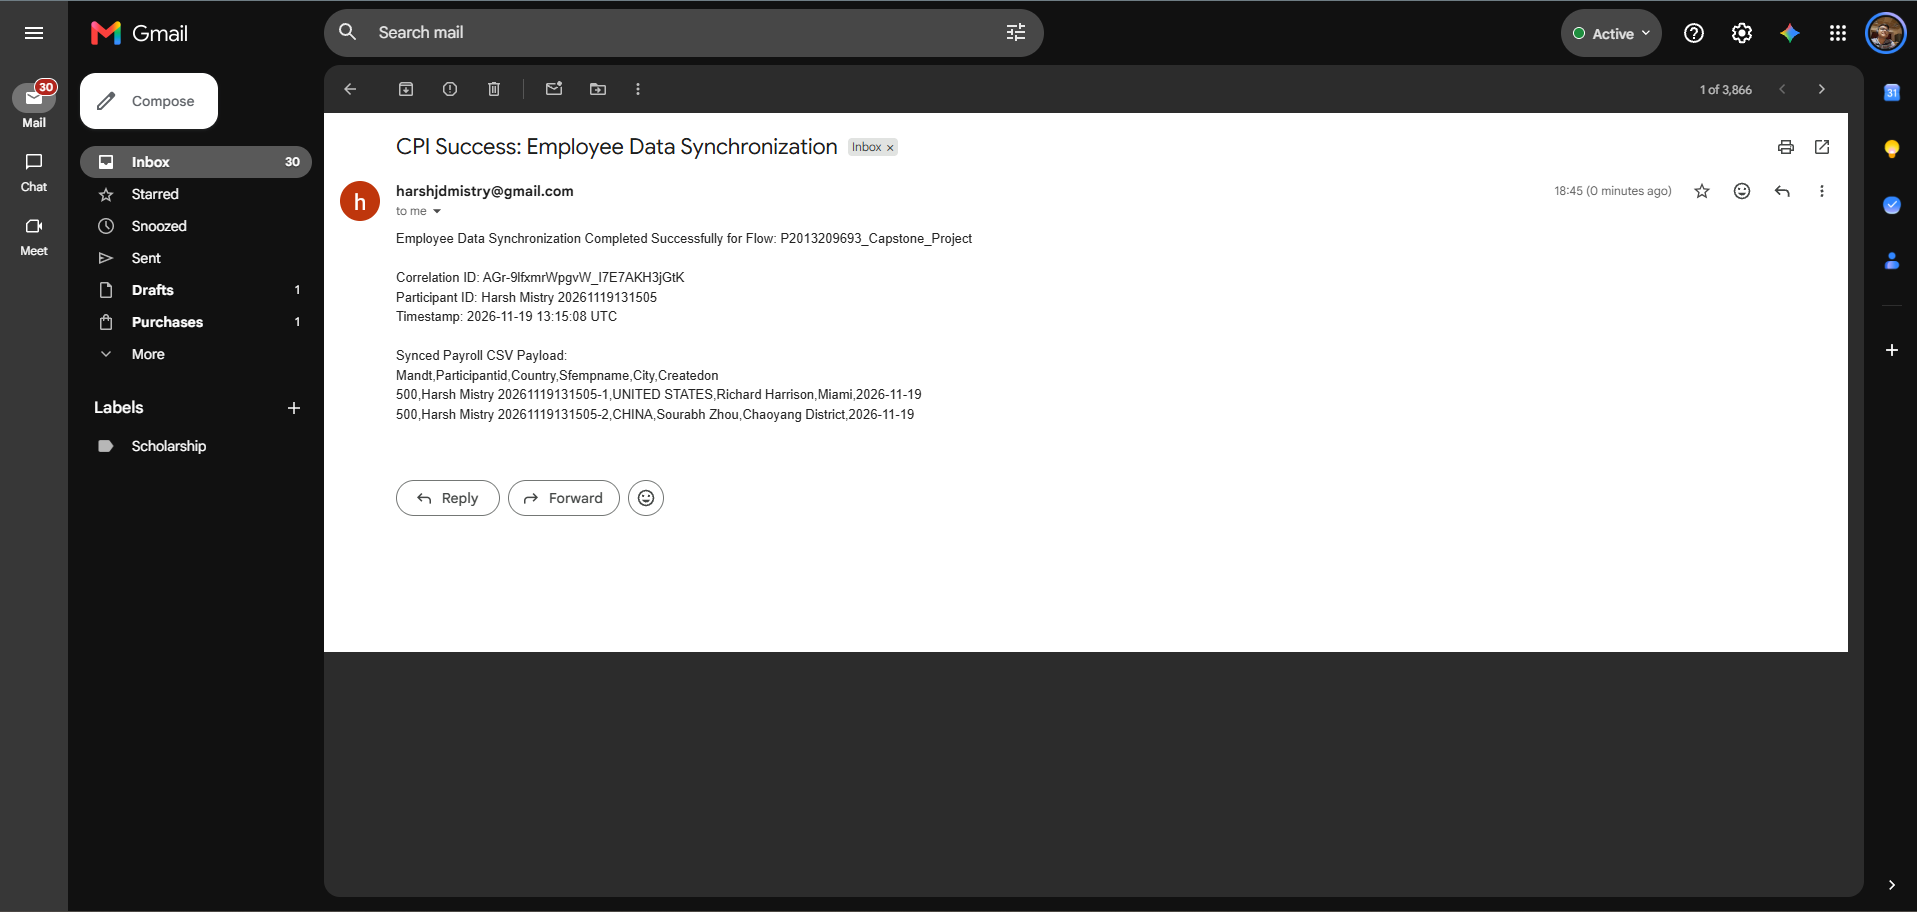 Gmail
Search mail
Active
30
Mail
Chat
Meet
Compose
Inbox 30
Starred
Snoozed
Sent
Drafts 1
Purchases 1
More
Labels
Scholarship
1 of 3,866
31
CPI Success: Employee Data Synchronization Inbox ×
h
harshjdmistry@gmail.com
18:45 (0 minutes ago)
to me
Employee Data Synchronization Completed Successfully for Flow: P2013209693_Capstone_Project
Correlation ID: AGr-9lfxmrWpgvW_I7E7AKH3jGtK
Participant ID: Harsh Mistry 20261119131505
Timestamp: 2026-11-19 13:15:08 UTC
Synced Payroll CSV Payload:
Mandt,Participantid,Country,Sfempname,City,Createdon
500,Harsh Mistry 20261119131505-1,UNITED STATES,Richard Harrison,Miami,2026-11-19
500,Harsh Mistry 20261119131505-2,CHINA,Sourabh Zhou,Chaoyang District,2026-11-19
Reply
Forward